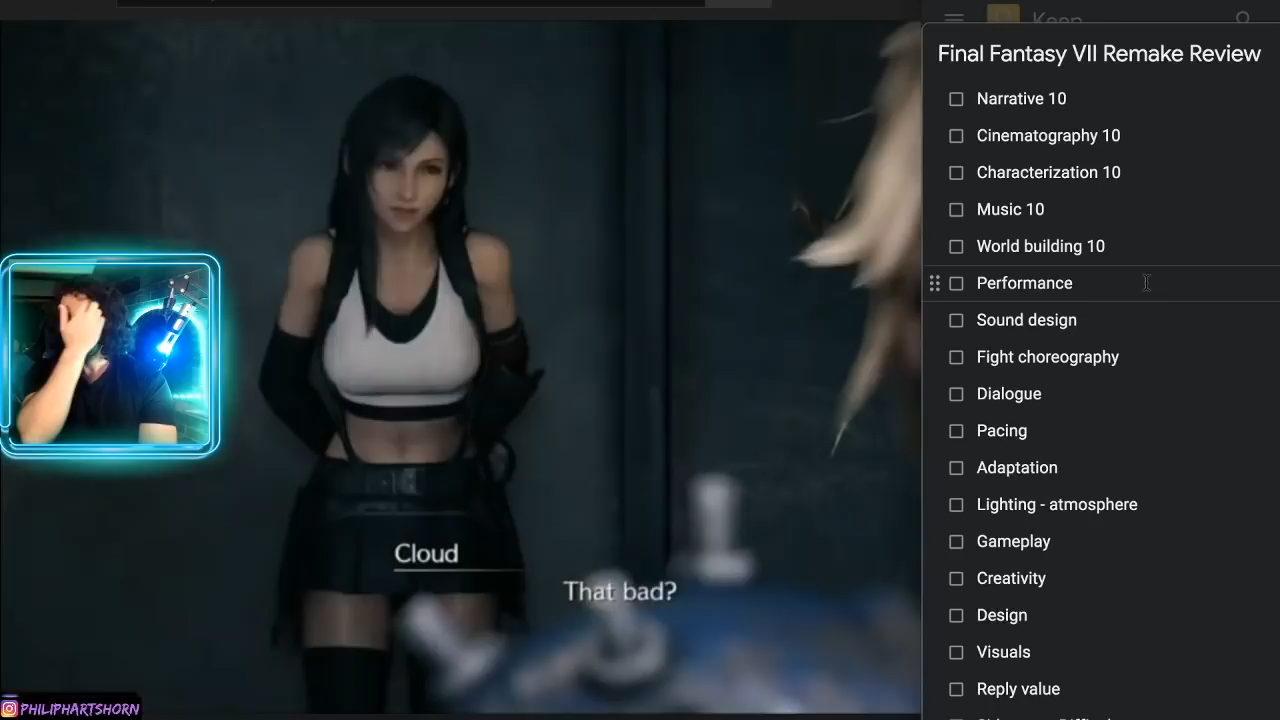 Keep
Final Fantasy VII Remake Review
Narrative 10
Cinematography 10
Characterization 10
Music 10
World building 10
Performance
Sound design
Fight choreography
Dialogue
Pacing
Adaptation
Lighting - atmosphere
Gameplay
Creativity
Design
Visuals
Reply value
Cloud
That bad?
PHILIPHARTSHORN